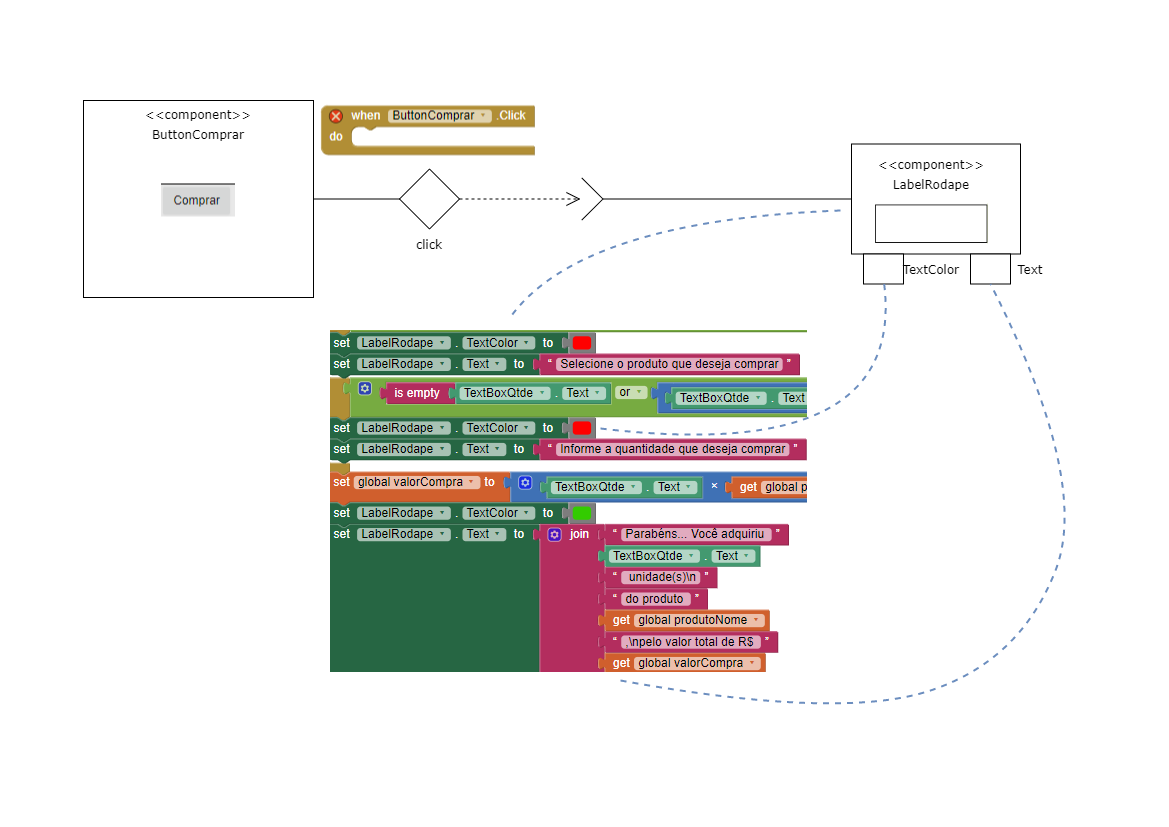 <<component>>
ButtonComprar
Comprar
when ButtonComprar .Click
do
click
<<component>>
LabelRodape
TextColor
Text
set LabelRodape . TextColor to
set LabelRodape . Text to " Selecione o produto que deseja comprar "
is empty TextBoxQtde . Text or TextBoxQtde . Text
set LabelRodape . TextColor to
set LabelRodape . Text to " Informe a quantidade que deseja comprar "
set global valorCompra to TextBoxQtde . Text × get global p
set LabelRodape . TextColor to
set LabelRodape . Text to join " Parabéns... Você adquiriu "
TextBoxQtde . Text
" unidade(s)\n "
" do produto "
get global produtoNome
" ,\npelo valor total de R$ "
get global valorCompra